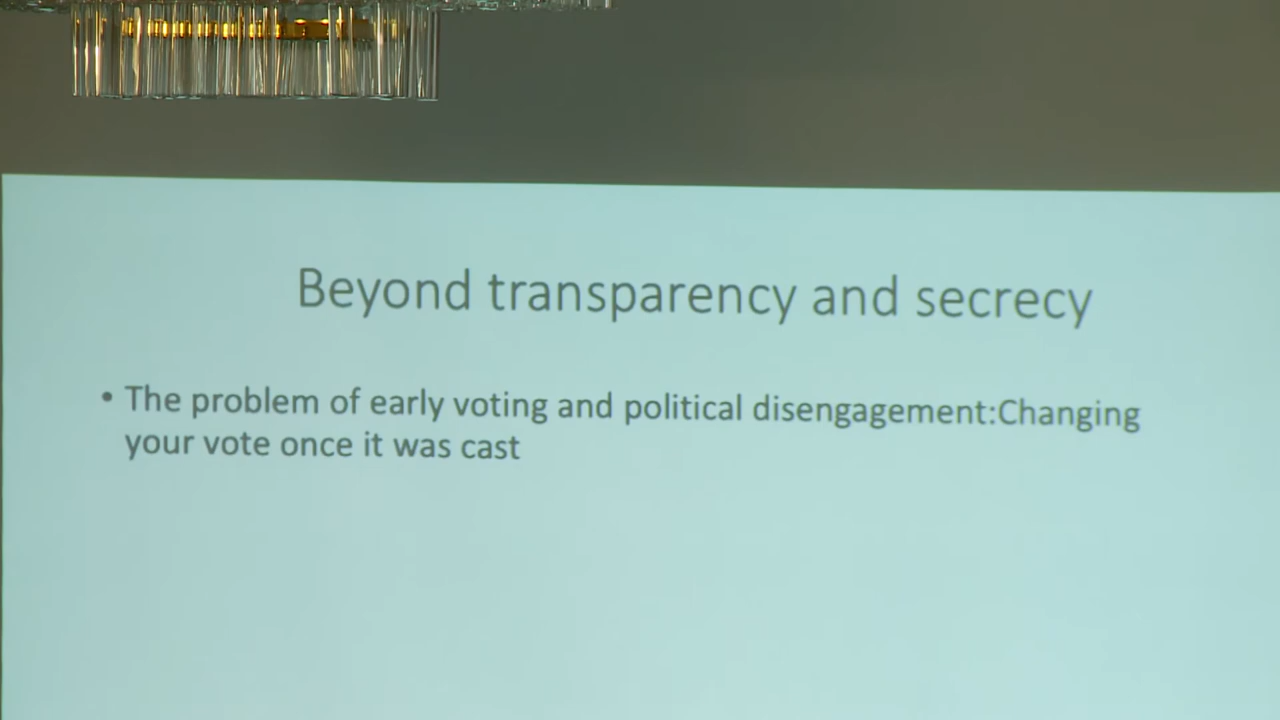 Beyond transparency and secrecy
• The problem of early voting and political disengagement:Changing
your vote once it was cast